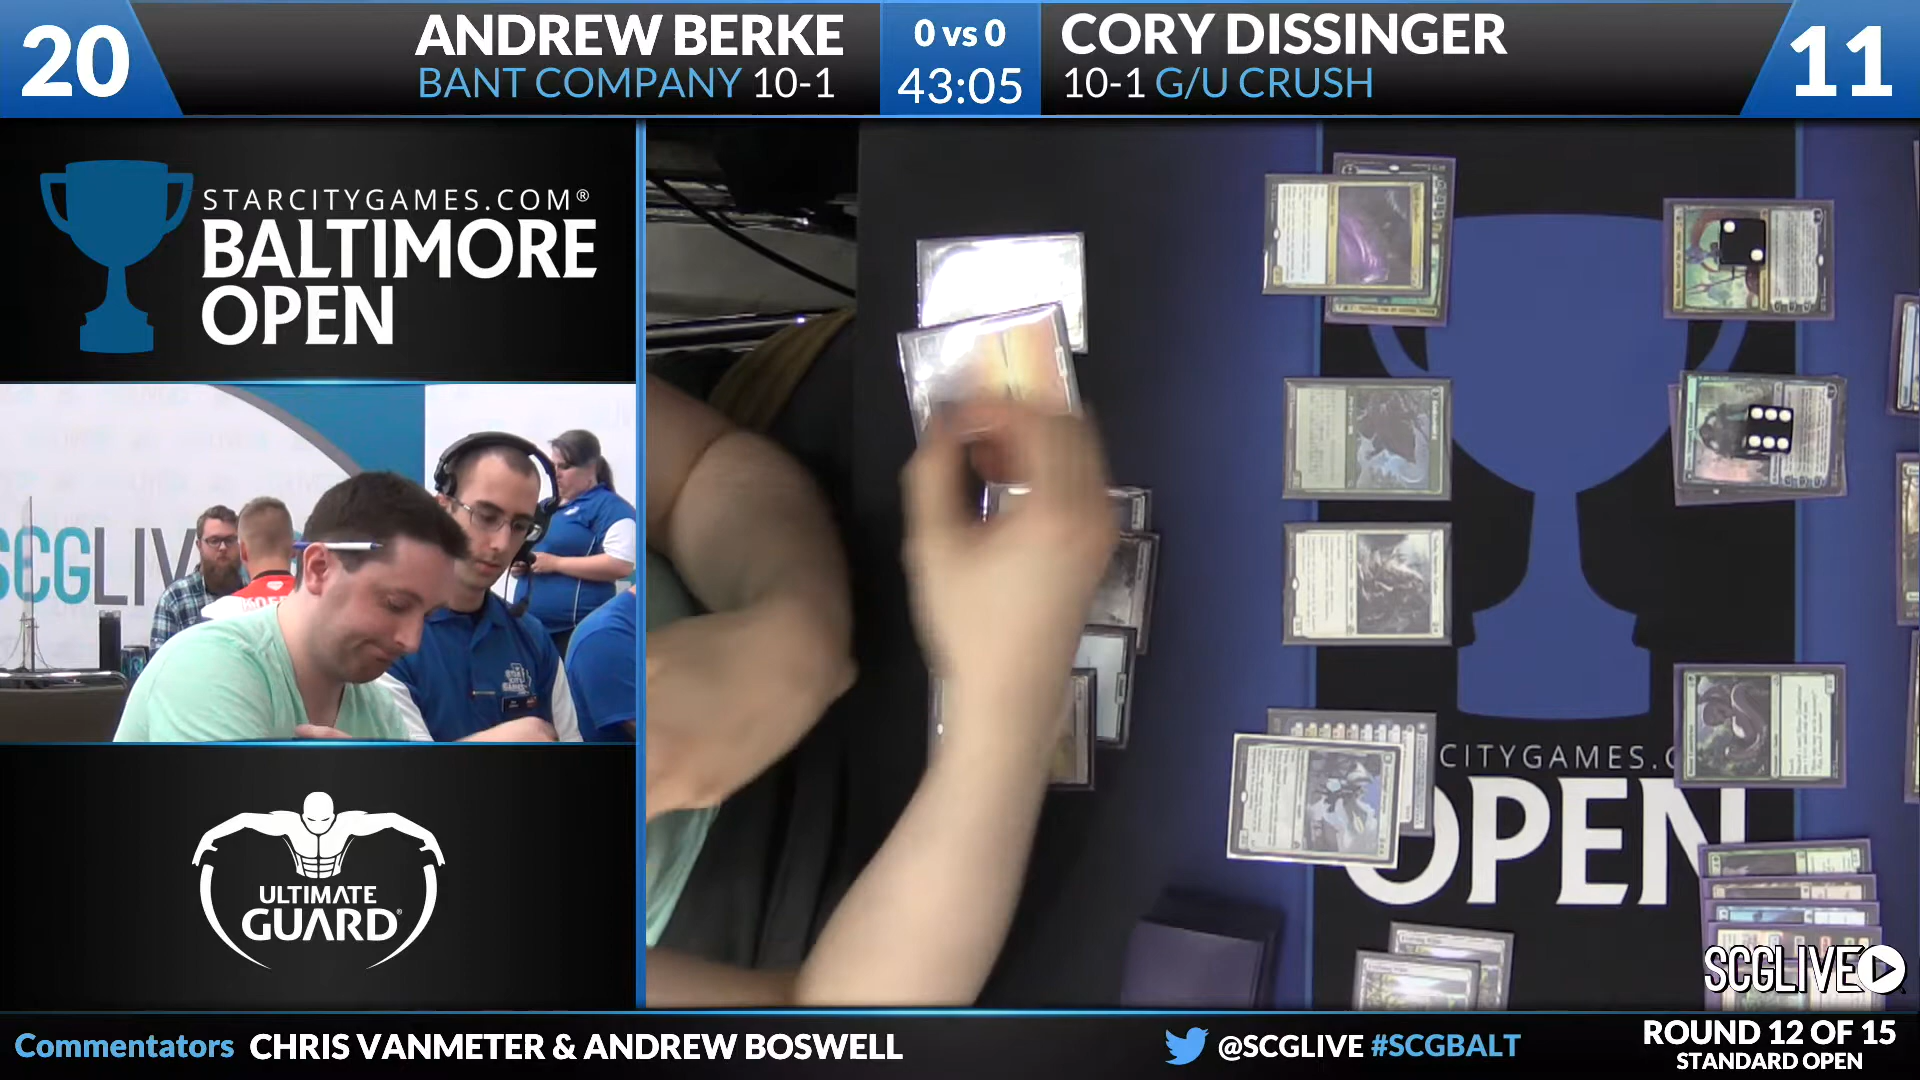 20
ANDREW BERKE
BANT COMPANY 10-1
0 vs 0
43:05
CORY DISSINGER
10-1 G/U CRUSH
11
STARCITYGAMES.COM®
BALTIMORE
OPEN
SCGLIV
CITYGAMES.C
OPEN
ULTIMATE
GUARD®
SCGLIVE
Commentators CHRIS VANMETER & ANDREW BOSWELL
@SCGLIVE #SCGBALT
ROUND 12 OF 15
STANDARD OPEN